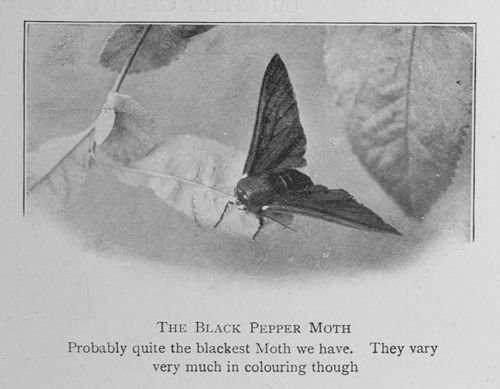 The Black Pepper Moth
Probably quite the blackest Moth we have. They vary
very much in colouring though